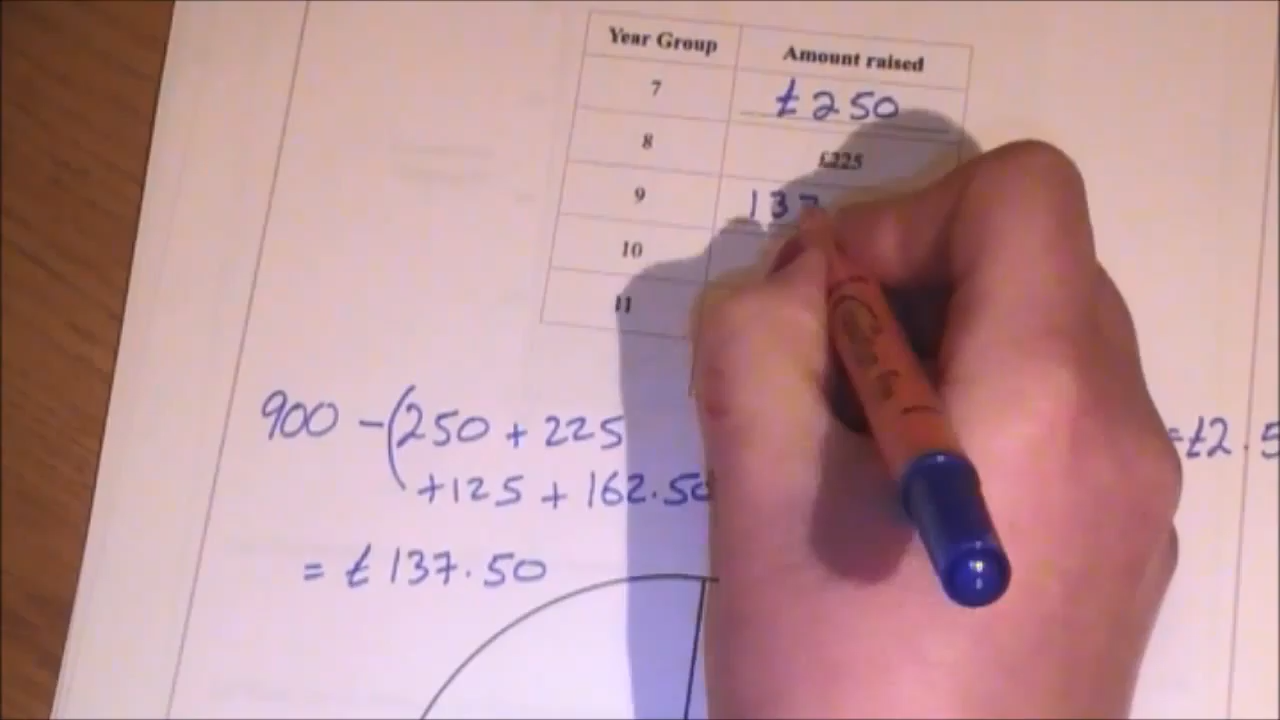 Year Group Amount raised
7 £250
8 £225
9 137
10
11
900 - (250 + 225
+125 + 162.50
= £2.5
= £137.50